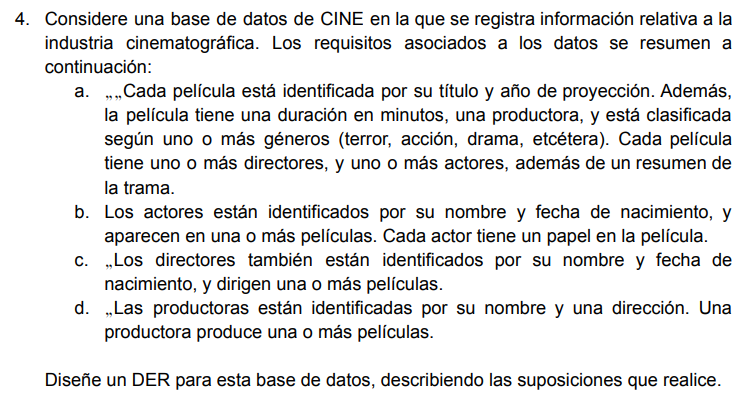 4. Considere una base de datos de CINE en la que se registra información relativa a la
industria cinematográfica. Los requisitos asociados a los datos se resumen a
continuación:
a. „„Cada película está identificada por su título y año de proyección. Además,
la película tiene una duración en minutos, una productora, y está clasificada
según uno o más géneros (terror, acción, drama, etcétera). Cada película
tiene uno o más directores, y uno o más actores, además de un resumen de
la trama.
b. Los actores están identificados por su nombre y fecha de nacimiento, y
aparecen en una o más películas. Cada actor tiene un papel en la película.
c. „Los directores también están identificados por su nombre y fecha de
nacimiento, y dirigen una o más películas.
d. „Las productoras están identificadas por su nombre y una dirección. Una
productora produce una o más películas.
Diseñe un DER para esta base de datos, describiendo las suposiciones que realice.